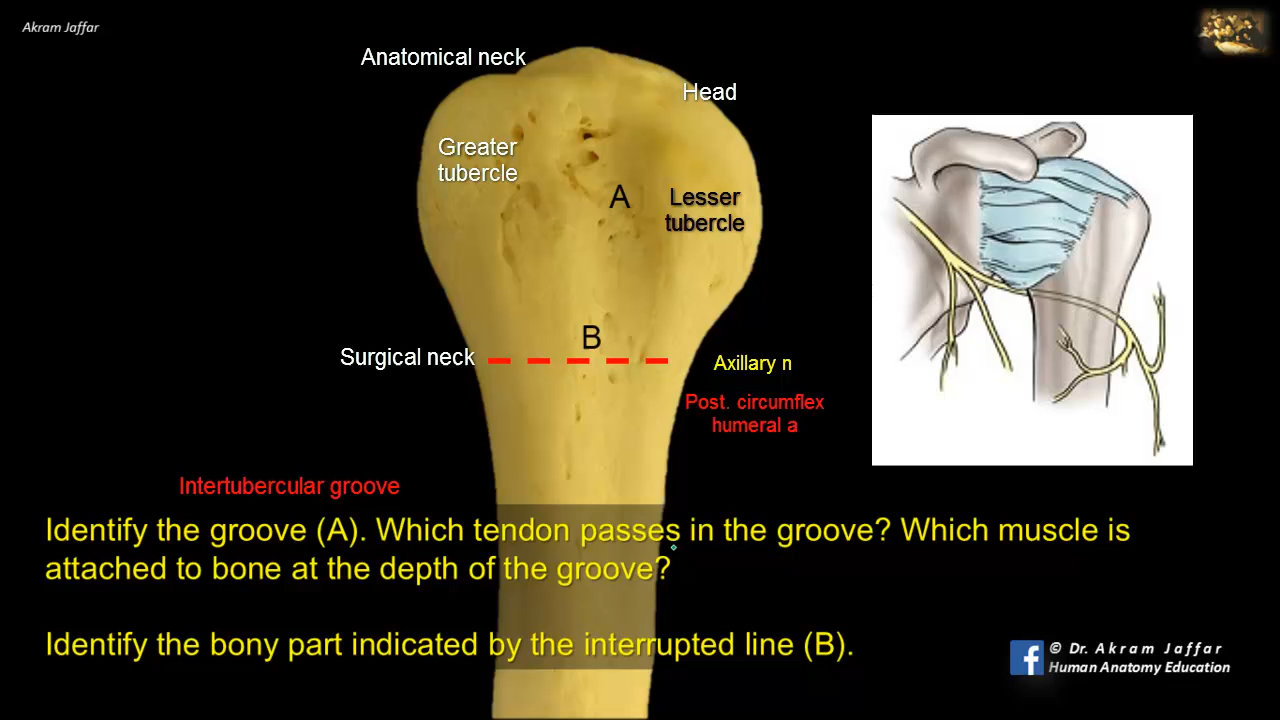 Akram Jaffar
Anatomical neck
Head
Greater
tubercle
A
Lesser
tubercle
B
Surgical neck
Axillary n
Post. circumflex
humeral a
Intertubercular groove
Identify the groove (A). Which tendon passes in the groove? Which muscle is
attached to bone at the depth of the groove?
Identify the bony part indicated by the interrupted line (B).
f
© Dr. Akram Jaffar
Human Anatomy Education